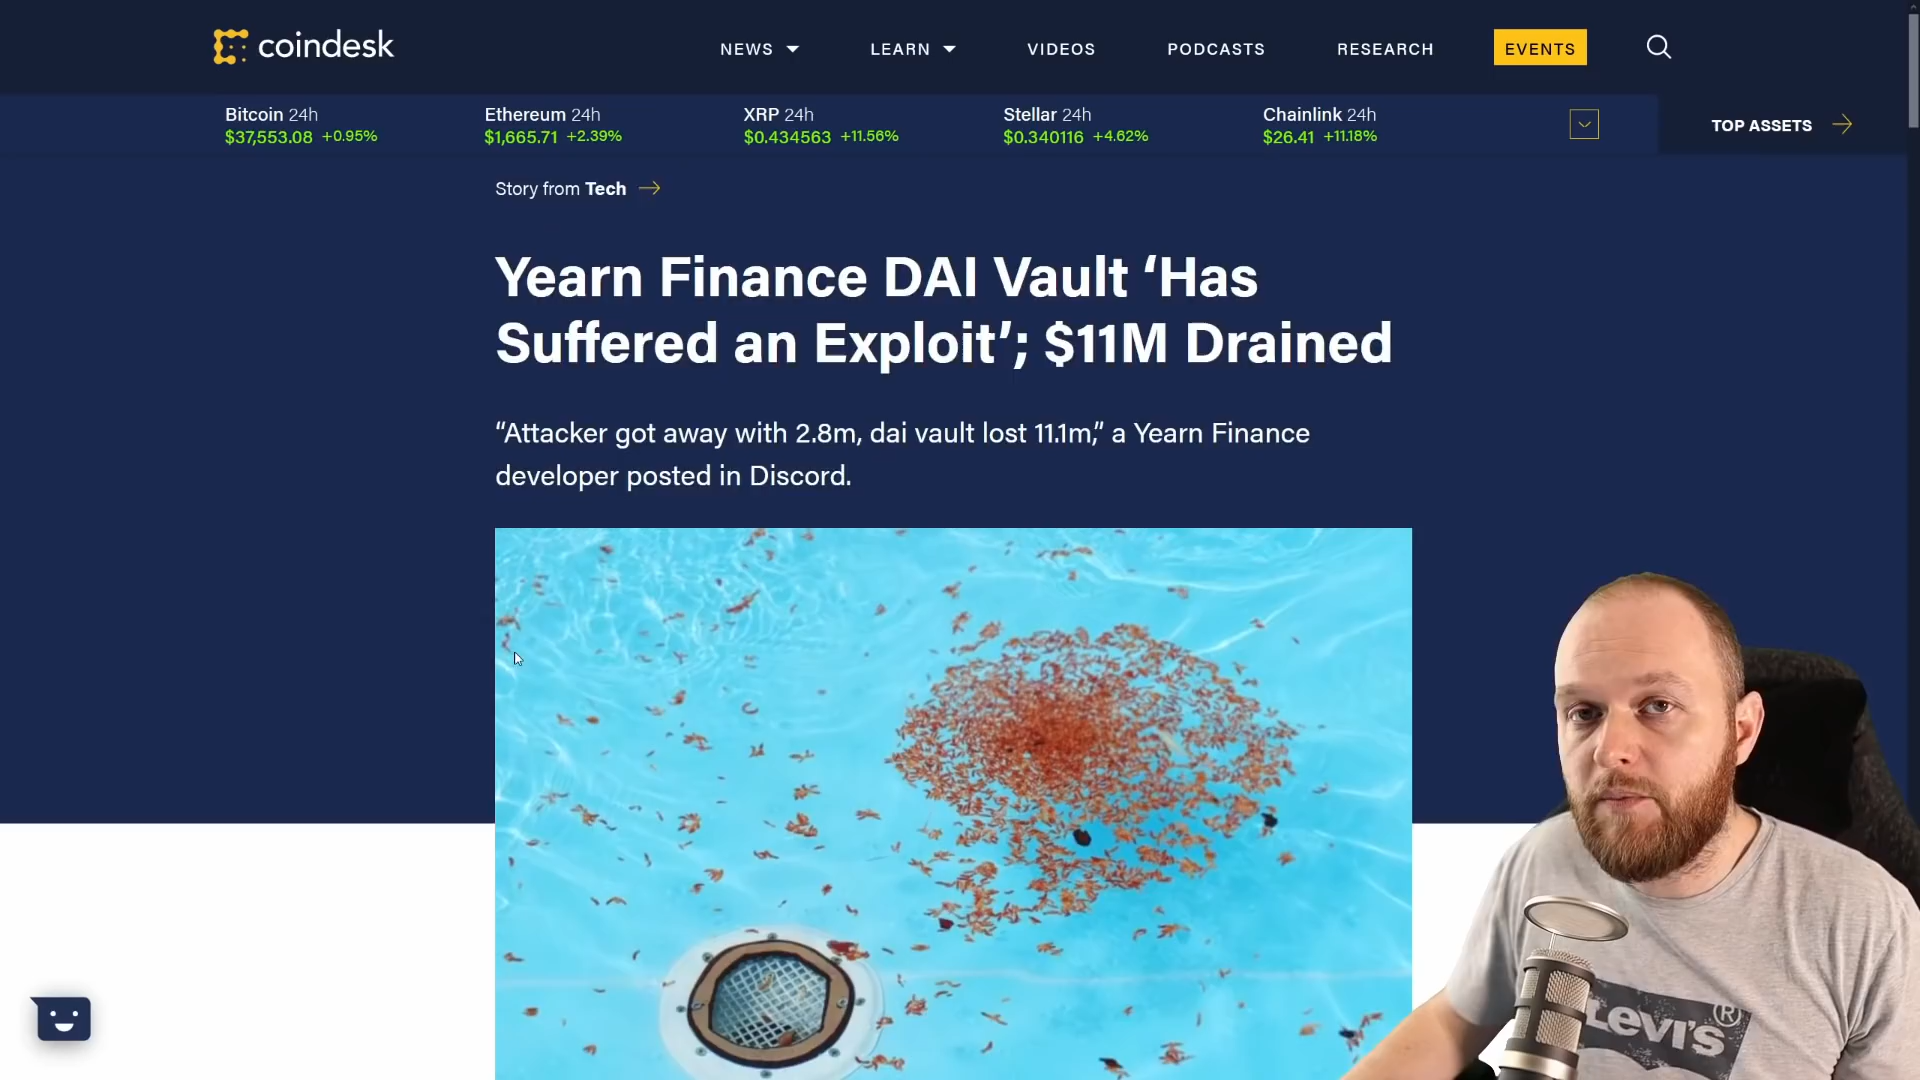 coindesk
NEWS LEARN VIDEOS PODCASTS RESEARCH EVENTS
Bitcoin 24h
$37,553.08 +0.95%
Ethereum 24h
$1,665.71 +2.39%
XRP 24h
$0.434563 +11.56%
Stellar 24h
$0.340116 +4.62%
Chainlink 24h
$26.41 +11.18%
TOP ASSETS
Story from Tech
Yearn Finance DAI Vault ‘Has
Suffered an Exploit’; $11M Drained
“Attacker got away with 2.8m, dai vault lost 11.1m,” a Yearn Finance
developer posted in Discord.
Levi's ®